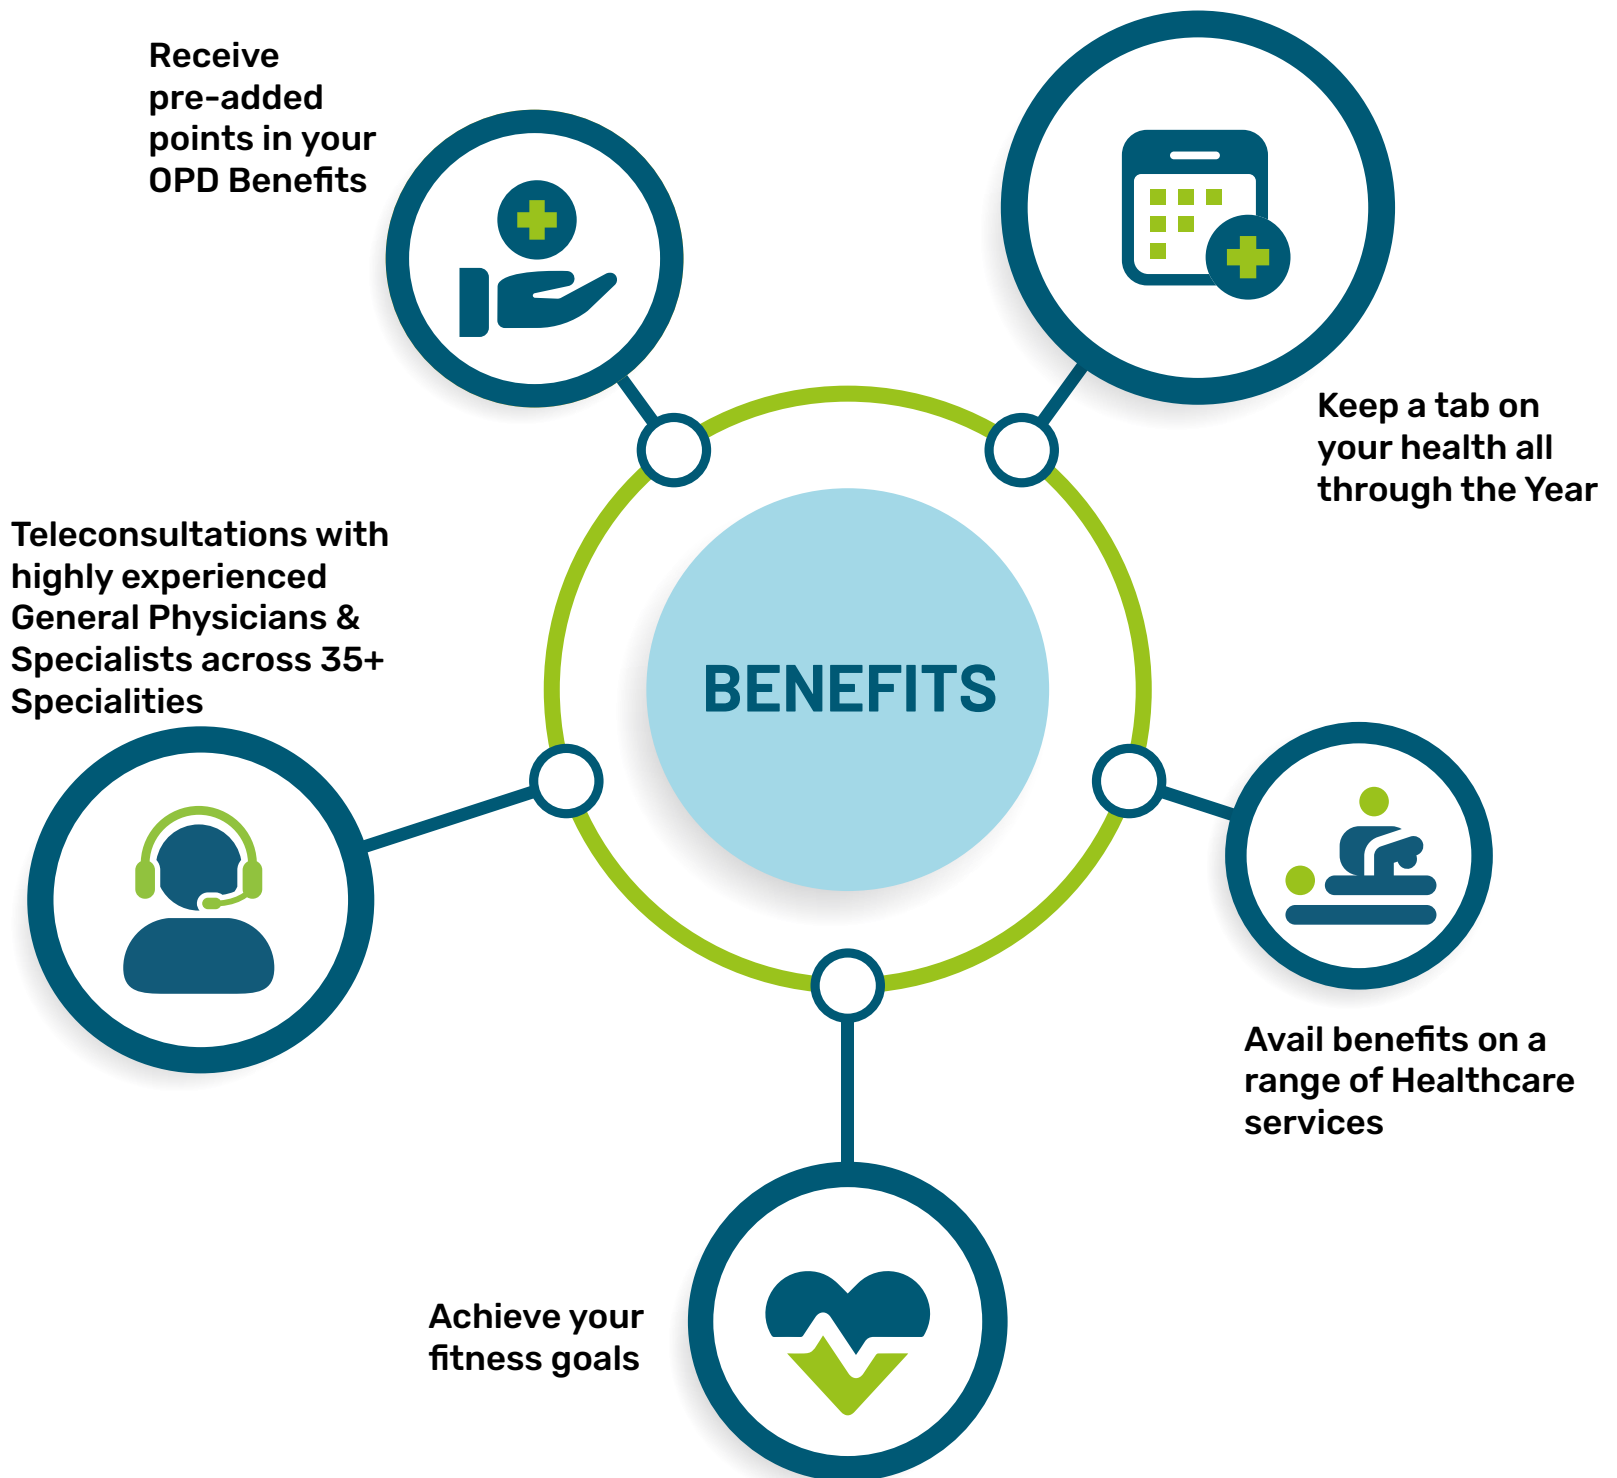 Receive
pre-added
points in your
OPD Benefits
Keep a tab on
your health all
through the Year
Teleconsultations with
highly experienced
General Physicians &
Specialists across 35+
Specialities
BENEFITS
Avail benefits on a
range of Healthcare
services
Achieve your
fitness goals